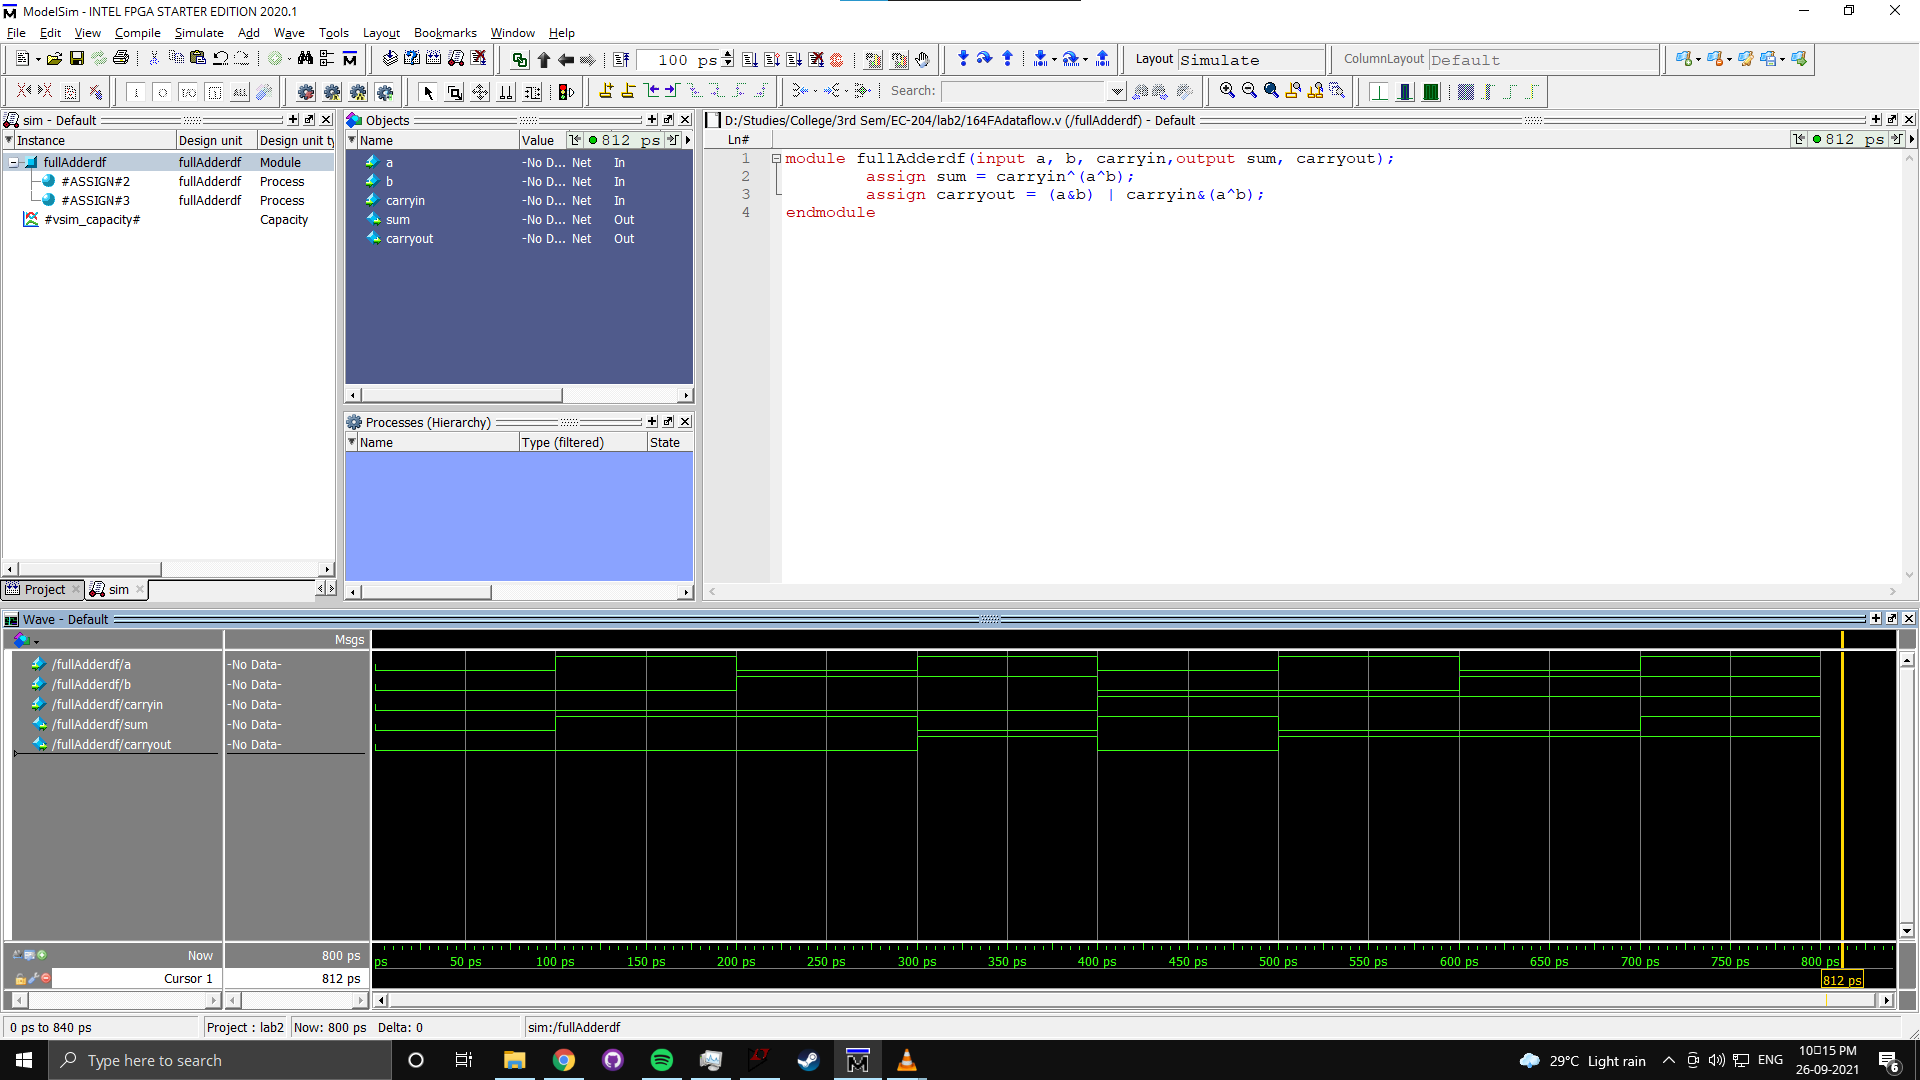 ModelSim - INTEL FPGA STARTER EDITION 2020.1
File Edit View Compile Simulate Add Wave Tools Layout Bookmarks Window Help
100 ps
Layout Simulate
ColumnLayout Default
Search:
sim - Default
Instance Design unit Design unit ty
fullAdderdf fullAdderdf Module
#ASSIGN#2 fullAdderdf Process
#ASSIGN#3 fullAdderdf Process
#vsim_capacity# Capacity
Project sim
Objects
Name Value 812 ps
a -No D... Net In
b -No D... Net In
carryin -No D... Net In
sum -No D... Net Out
carryout -No D... Net Out
Processes (Hierarchy)
Name Type (filtered) State
D:/Studies/College/3rd Sem/EC-204/lab2/164FAdataflow.v (/fullAdderdf) - Default
Ln# 812 ps
1 module fullAdderdf(input a, b, carryin,output sum, carryout);
2 assign sum = carryin^(a^b);
3 assign carryout = (a&b) | carryin&(a^b);
4 endmodule
Wave - Default
Msgs
/fullAdderdf/a -No Data-
/fullAdderdf/b -No Data-
/fullAdderdf/carryin -No Data-
/fullAdderdf/sum -No Data-
/fullAdderdf/carryout -No Data-
Now 800 ps
ps 50 ps 100 ps 150 ps 200 ps 250 ps 300 ps 350 ps 400 ps 450 ps 500 ps 550 ps 600 ps 650 ps 700 ps 750 ps 800 ps
Cursor 1 812 ps
812 ps
0 ps to 840 ps Project : lab2 Now: 800 ps Delta: 0 sim:/fullAdderdf
Type here to search
29°C Light rain ENG
10▯15 PM
26-09-2021
6